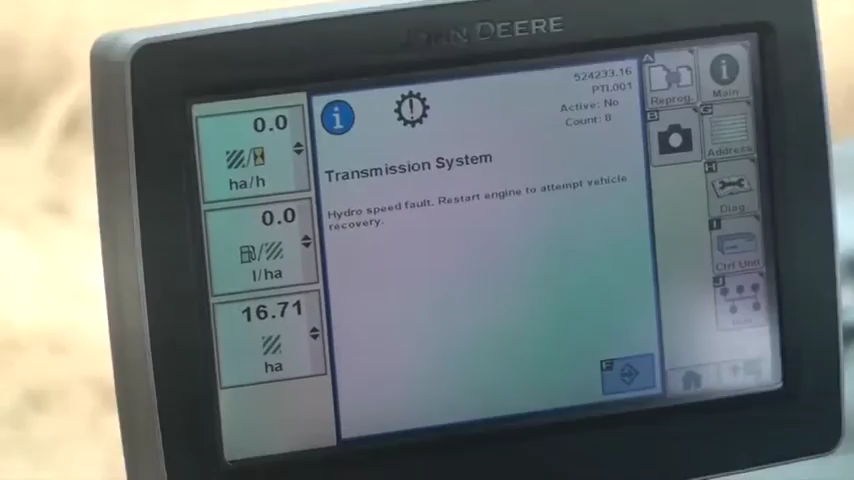 JOHN DEERE
0.0
ha/h
0.0
l/ha
16.71
ha
524233.16
PTI.001
Active: No
Count: 8
Transmission System
Hydro speed fault. Restart engine to attempt vehicle
recovery.
F
A
Reprog.
B
Main
G
Address
H
Diag
I
Ctrl Unit
J